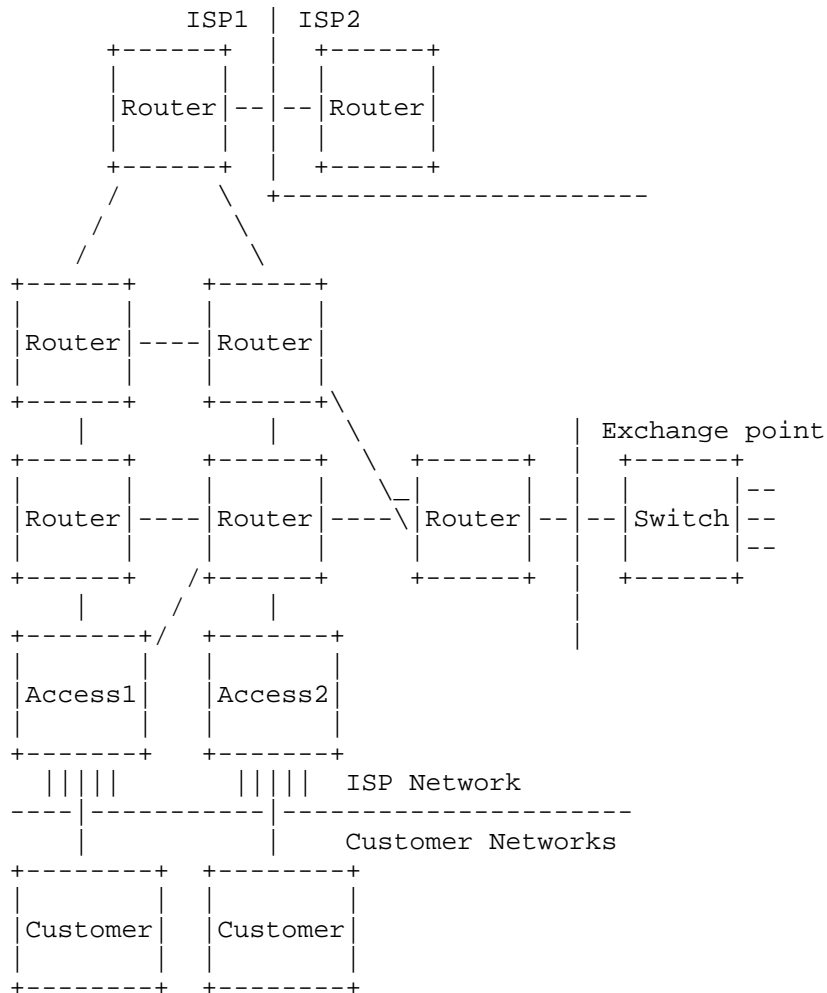 ISP1 ISP2
Router Router
Router Router
Exchange point
Router Router Router Switch
Access1 Access2
ISP Network
Customer Networks
Customer Customer